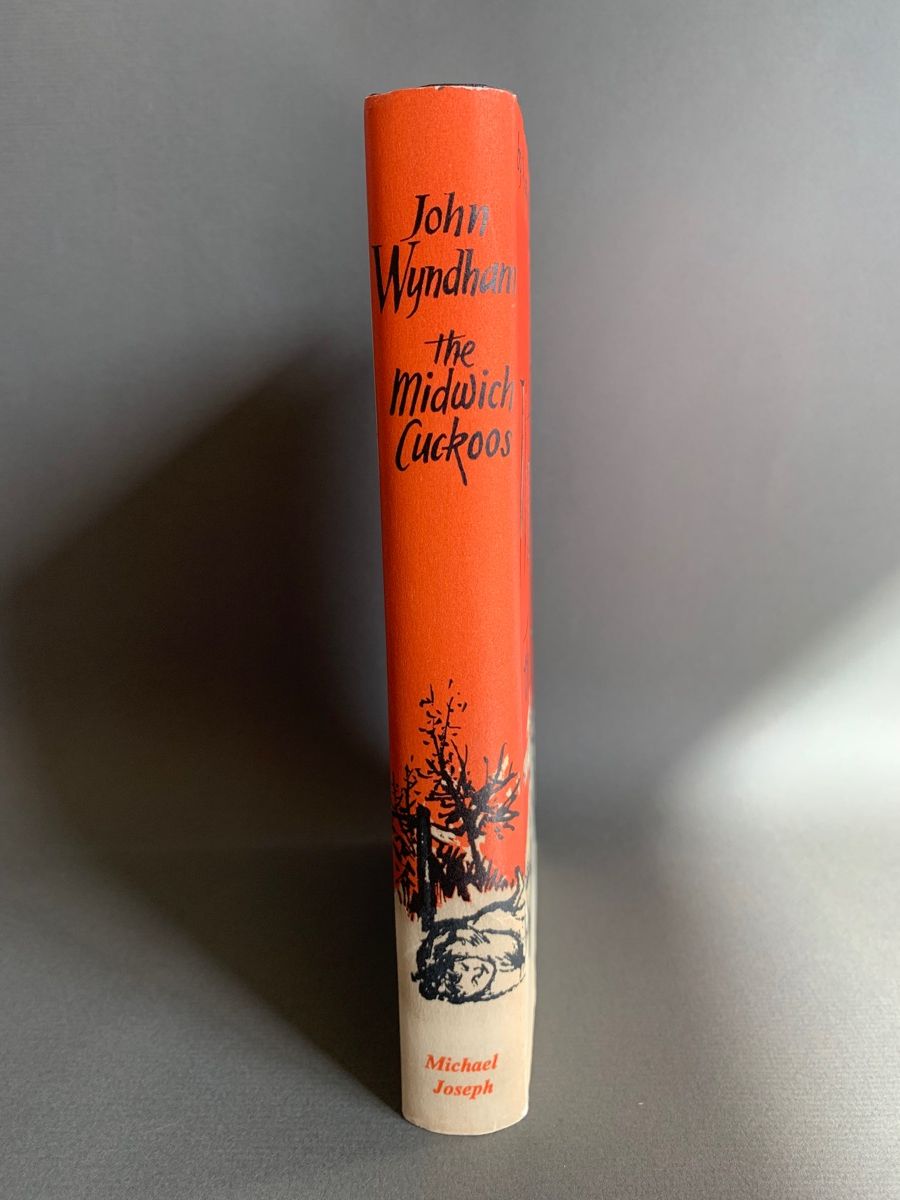 John
Wyndham
the
Midwich
Cuckoos
Michael
Joseph